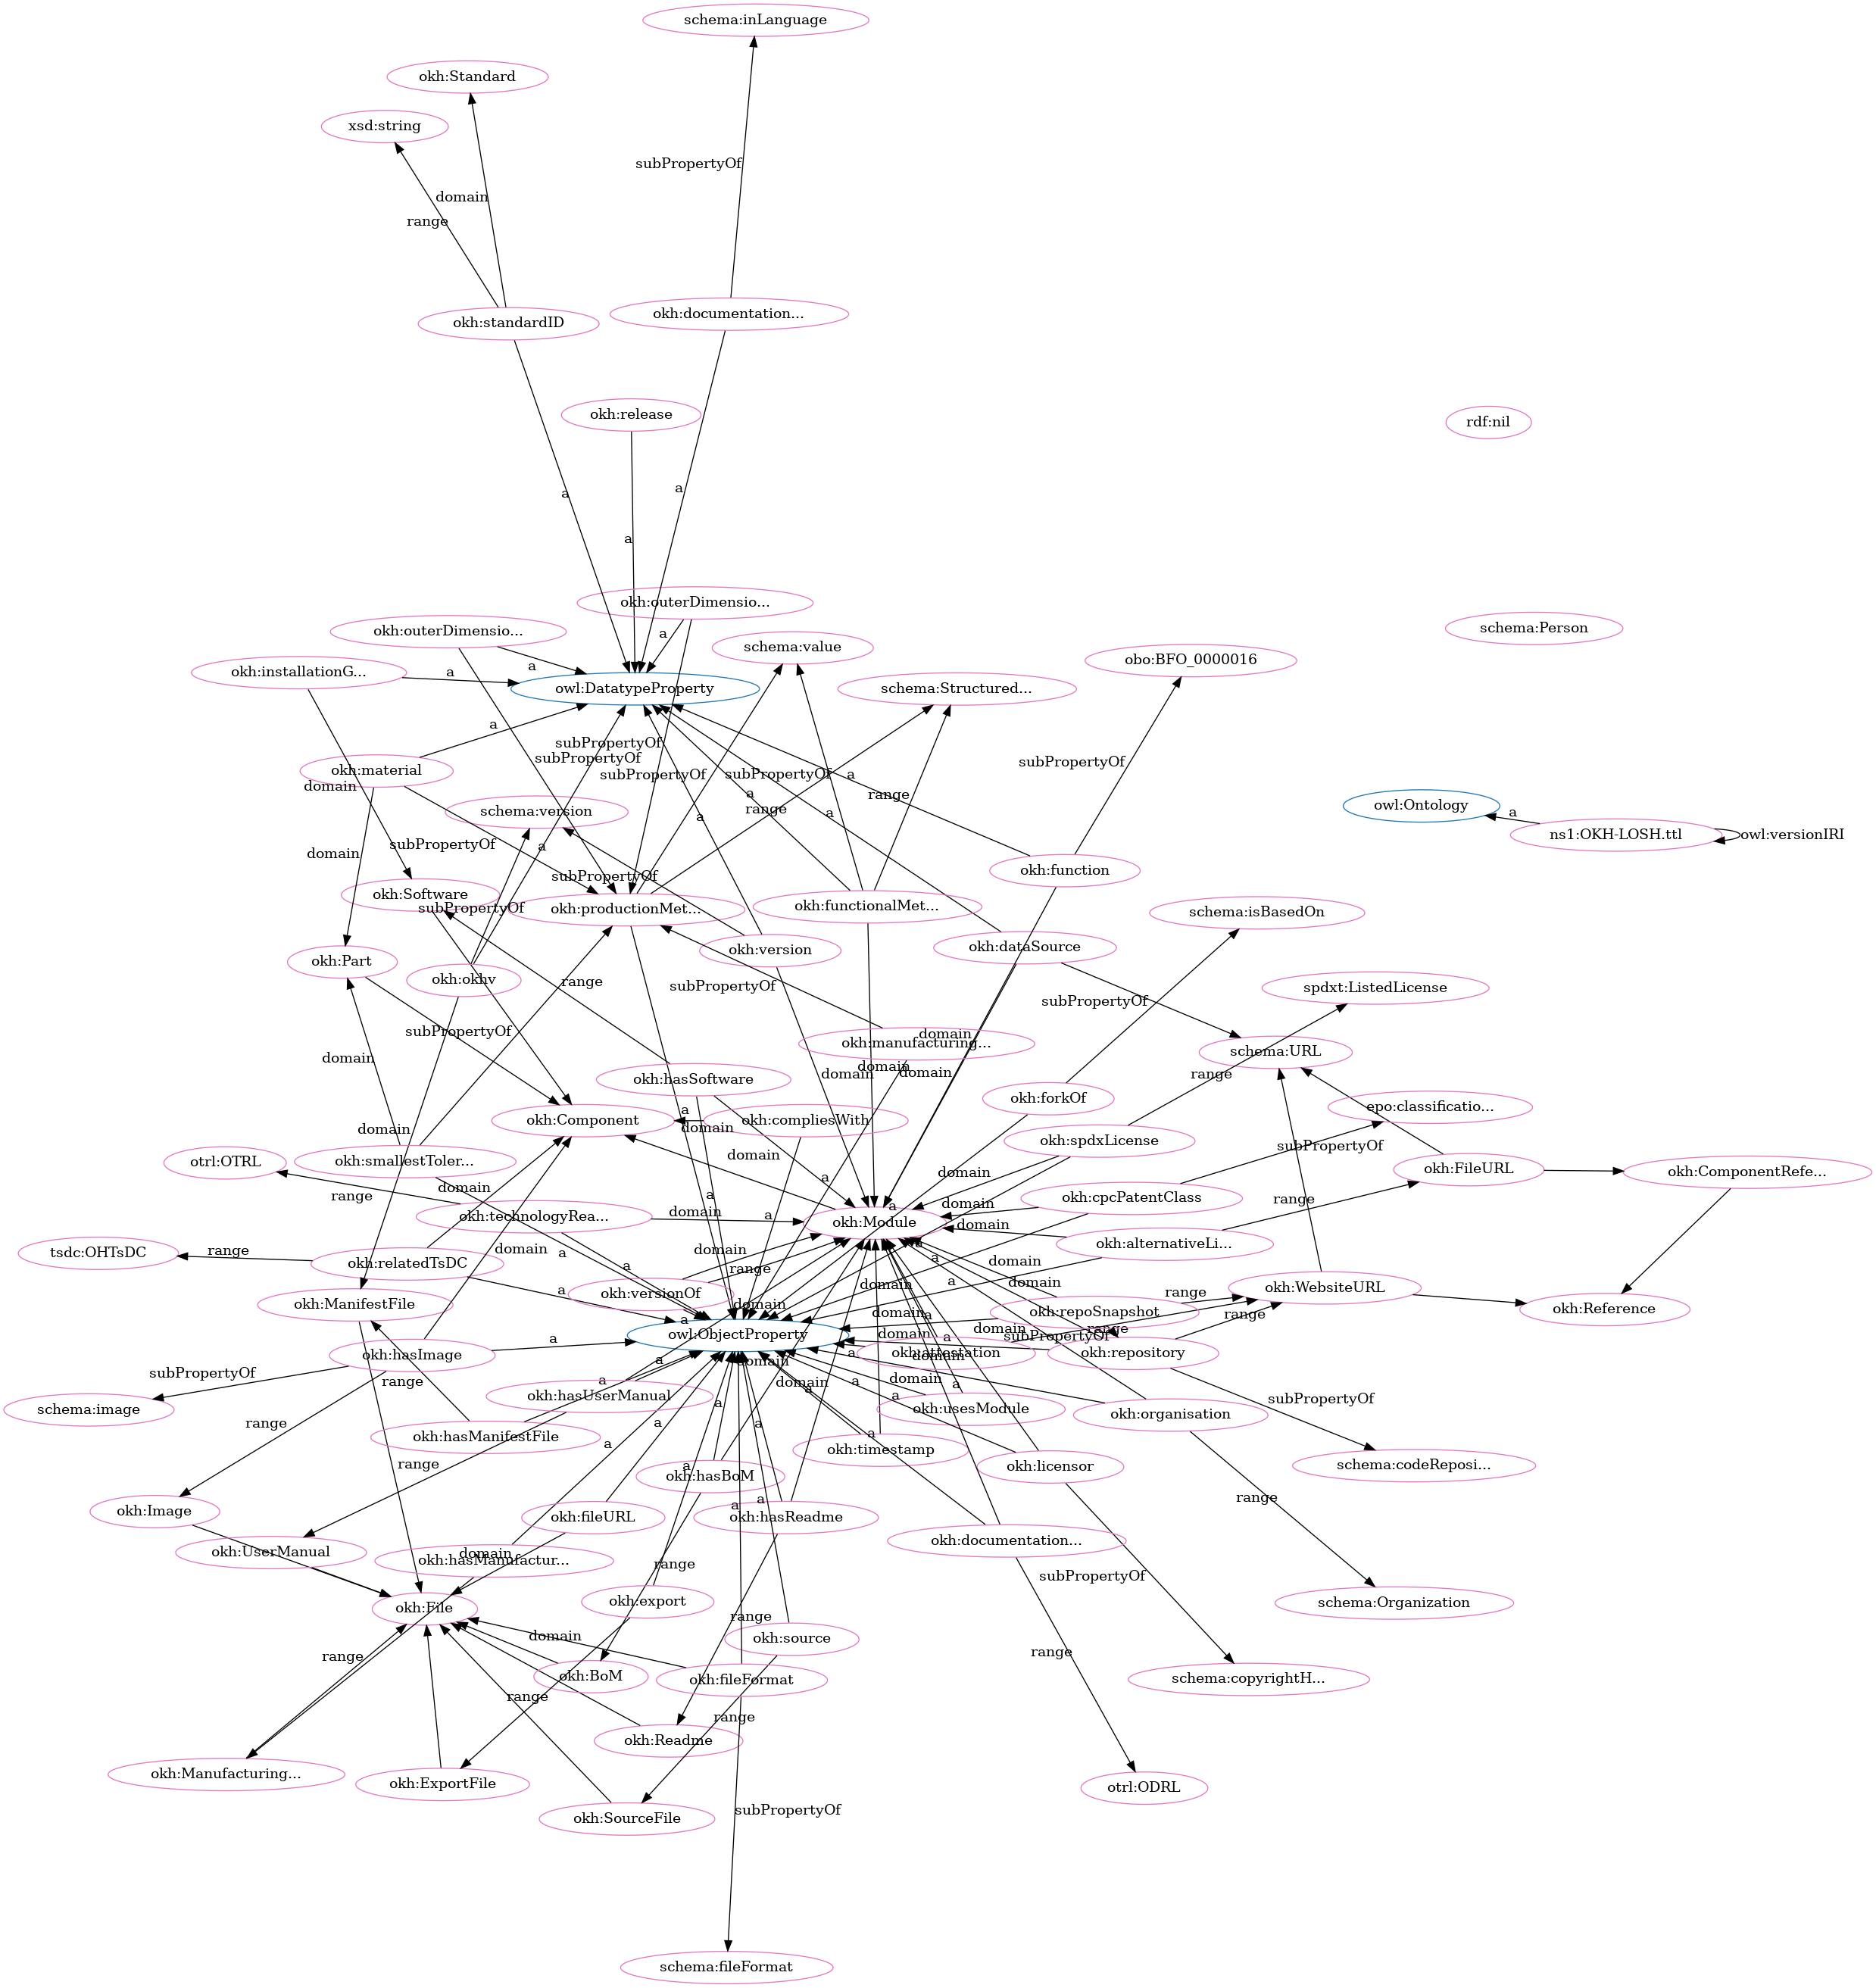 schema:inLanguage
okh:Standard
xsd:string
subPropertyOf
domain
range
okh:documentation...
okh:standardID
okh:release
rdf:nil
a
a
a
okh:outerDimensio...
okh:outerDimensio...
schema:Person
a
schema:value
obo:BFO_0000016
okh:installationG...
a
a
owl:DatatypeProperty
schema:Structured...
a
subPropertyOf
subPropertyOf
subPropertyOf
okh:material
subPropertyOf
subPropertyOf
a
domain
a
range
range
owl:Ontology
a
schema:version
a
a
ns1:OKH-LOSH.ttl
owl:versionIRI
subPropertyOf
a
domain
okh:function
subPropertyOf
okh:Software
subPropertyOf
okh:productionMet...
okh:functionalMet...
schema:isBasedOn
okh:version
okh:dataSource
okh:Part
okh:okhv
range
subPropertyOf
spdxt:ListedLicense
subPropertyOf
subPropertyOf
domain
okh:manufacturing...
schema:URL
domain
domain
domain
domain
domain
range
okh:hasSoftware
okh:forkOf
epo:classificatio...
okh:Component
a
okh:compliesWith
domain
domain
okh:spdxLicense
subPropertyOf
domain
otrl:OTRL
okh:smallestToler...
domain
okh:FileURL
okh:ComponentRefe...
range
domain
a
a
domain
okh:cpcPatentClass
range
okh:technologyRea...
domain
a
okh:Module
a
domain
domain
okh:alternativeLi...
tsdc:OHTsDC
range
okh:relatedTsDC
domain
a
a
domain
range
a
a
domain
okh:versionOf
domain
a
domain
okh:WebsiteURL
okh:ManifestFile
domain
a
range
okh:Reference
okh:repoSnapshot
domain
a
domain
range
a
owl:ObjectProperty
a
subPropertyOf
range
okh:hasImage
a
okh:attestation
okh:repository
subPropertyOf
range
a
domain
a
domain
domain
a
schema:image
okh:hasUserManual
a
a
domain
a
subPropertyOf
range
okh:hasManifestFile
a
a
a
okh:usesModule
okh:organisation
okh:timestamp
range
a
okh:hasBoM
okh:licensor
schema:codeReposi...
okh:Image
a
a
range
okh:fileURL
okh:hasReadme
okh:UserManual
domain
okh:hasManufactur...
okh:documentation...
range
subPropertyOf
okh:File
okh:export
schema:Organization
range
domain
okh:source
range
range
okh:BoM
okh:fileFormat
schema:copyrightH...
range
range
okh:Readme
okh:Manufacturing...
okh:ExportFile
otrl:ODRL
subPropertyOf
okh:SourceFile
schema:fileFormat